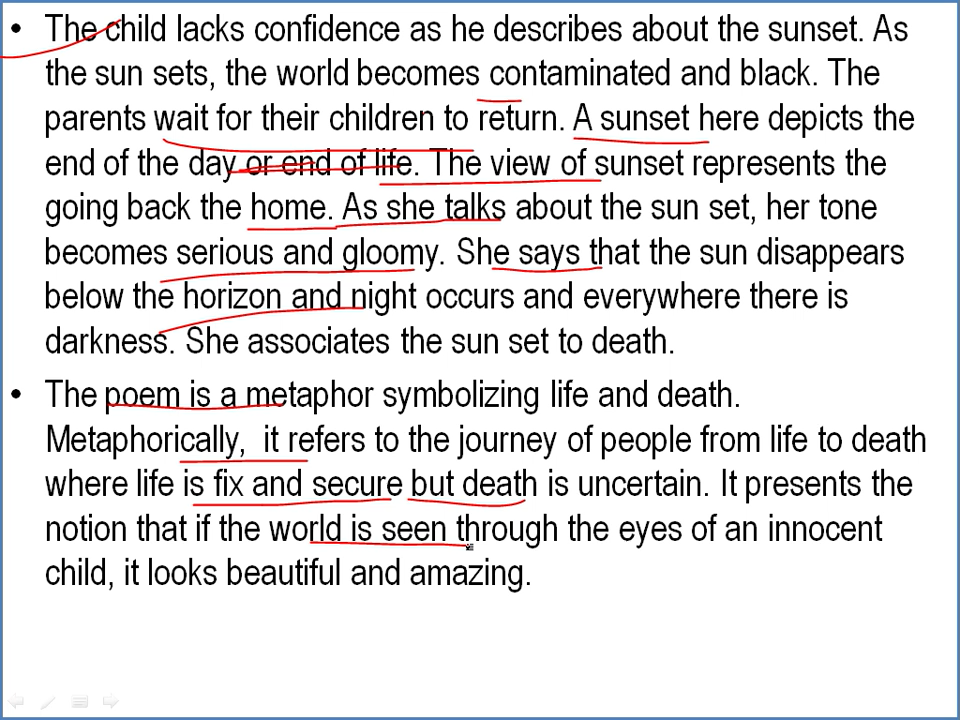 • The child lacks confidence as he describes about the sunset. As
the sun sets, the world becomes contaminated and black. The
parents wait for their children to return. A sunset here depicts the
end of the day or end of life. The view of sunset represents the
going back the home. As she talks about the sun set, her tone
becomes serious and gloomy. She says that the sun disappears
below the horizon and night occurs and everywhere there is
darkness. She associates the sun set to death.
• The poem is a metaphor symbolizing life and death.
Metaphorically,  it refers to the journey of people from life to death
where life is fix and secure but death is uncertain. It presents the
notion that if the world is seen through the eyes of an innocent
child, it looks beautiful and amazing.